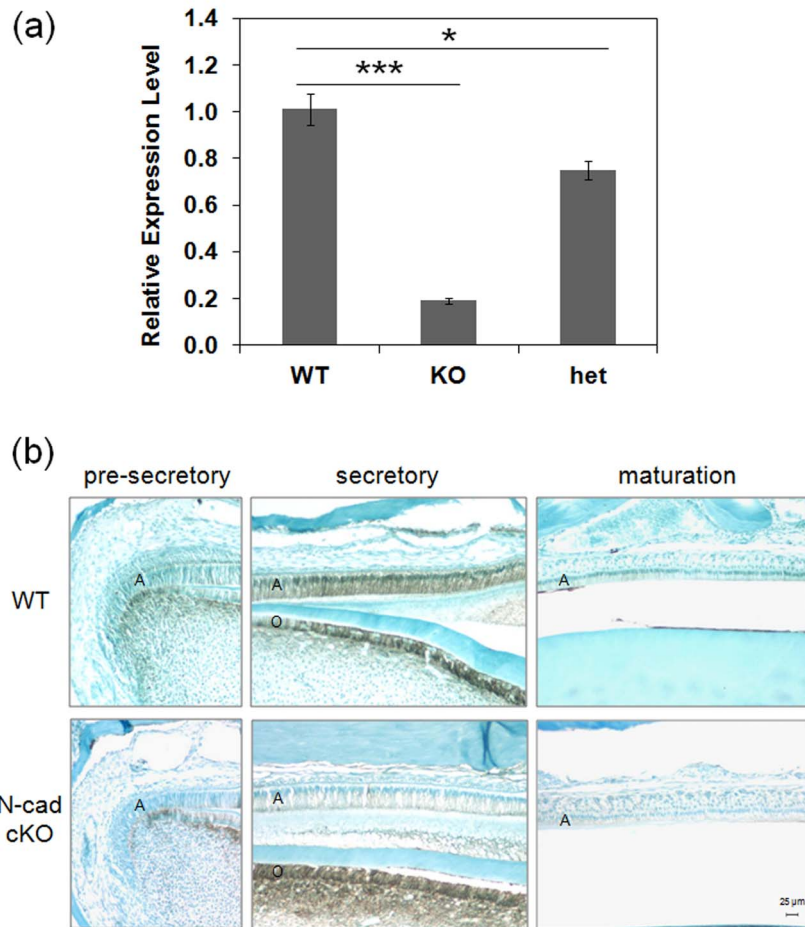 (a)
Relative Expression Level
1.4
1.2
1.0
0.8
0.6
0.4
0.2
0.0
*
***
WT
KO
het
(b)
pre-secretory
secretory
maturation
WT
A
A
O
A
N-cad
cKO
A
A
O
A
25 µm